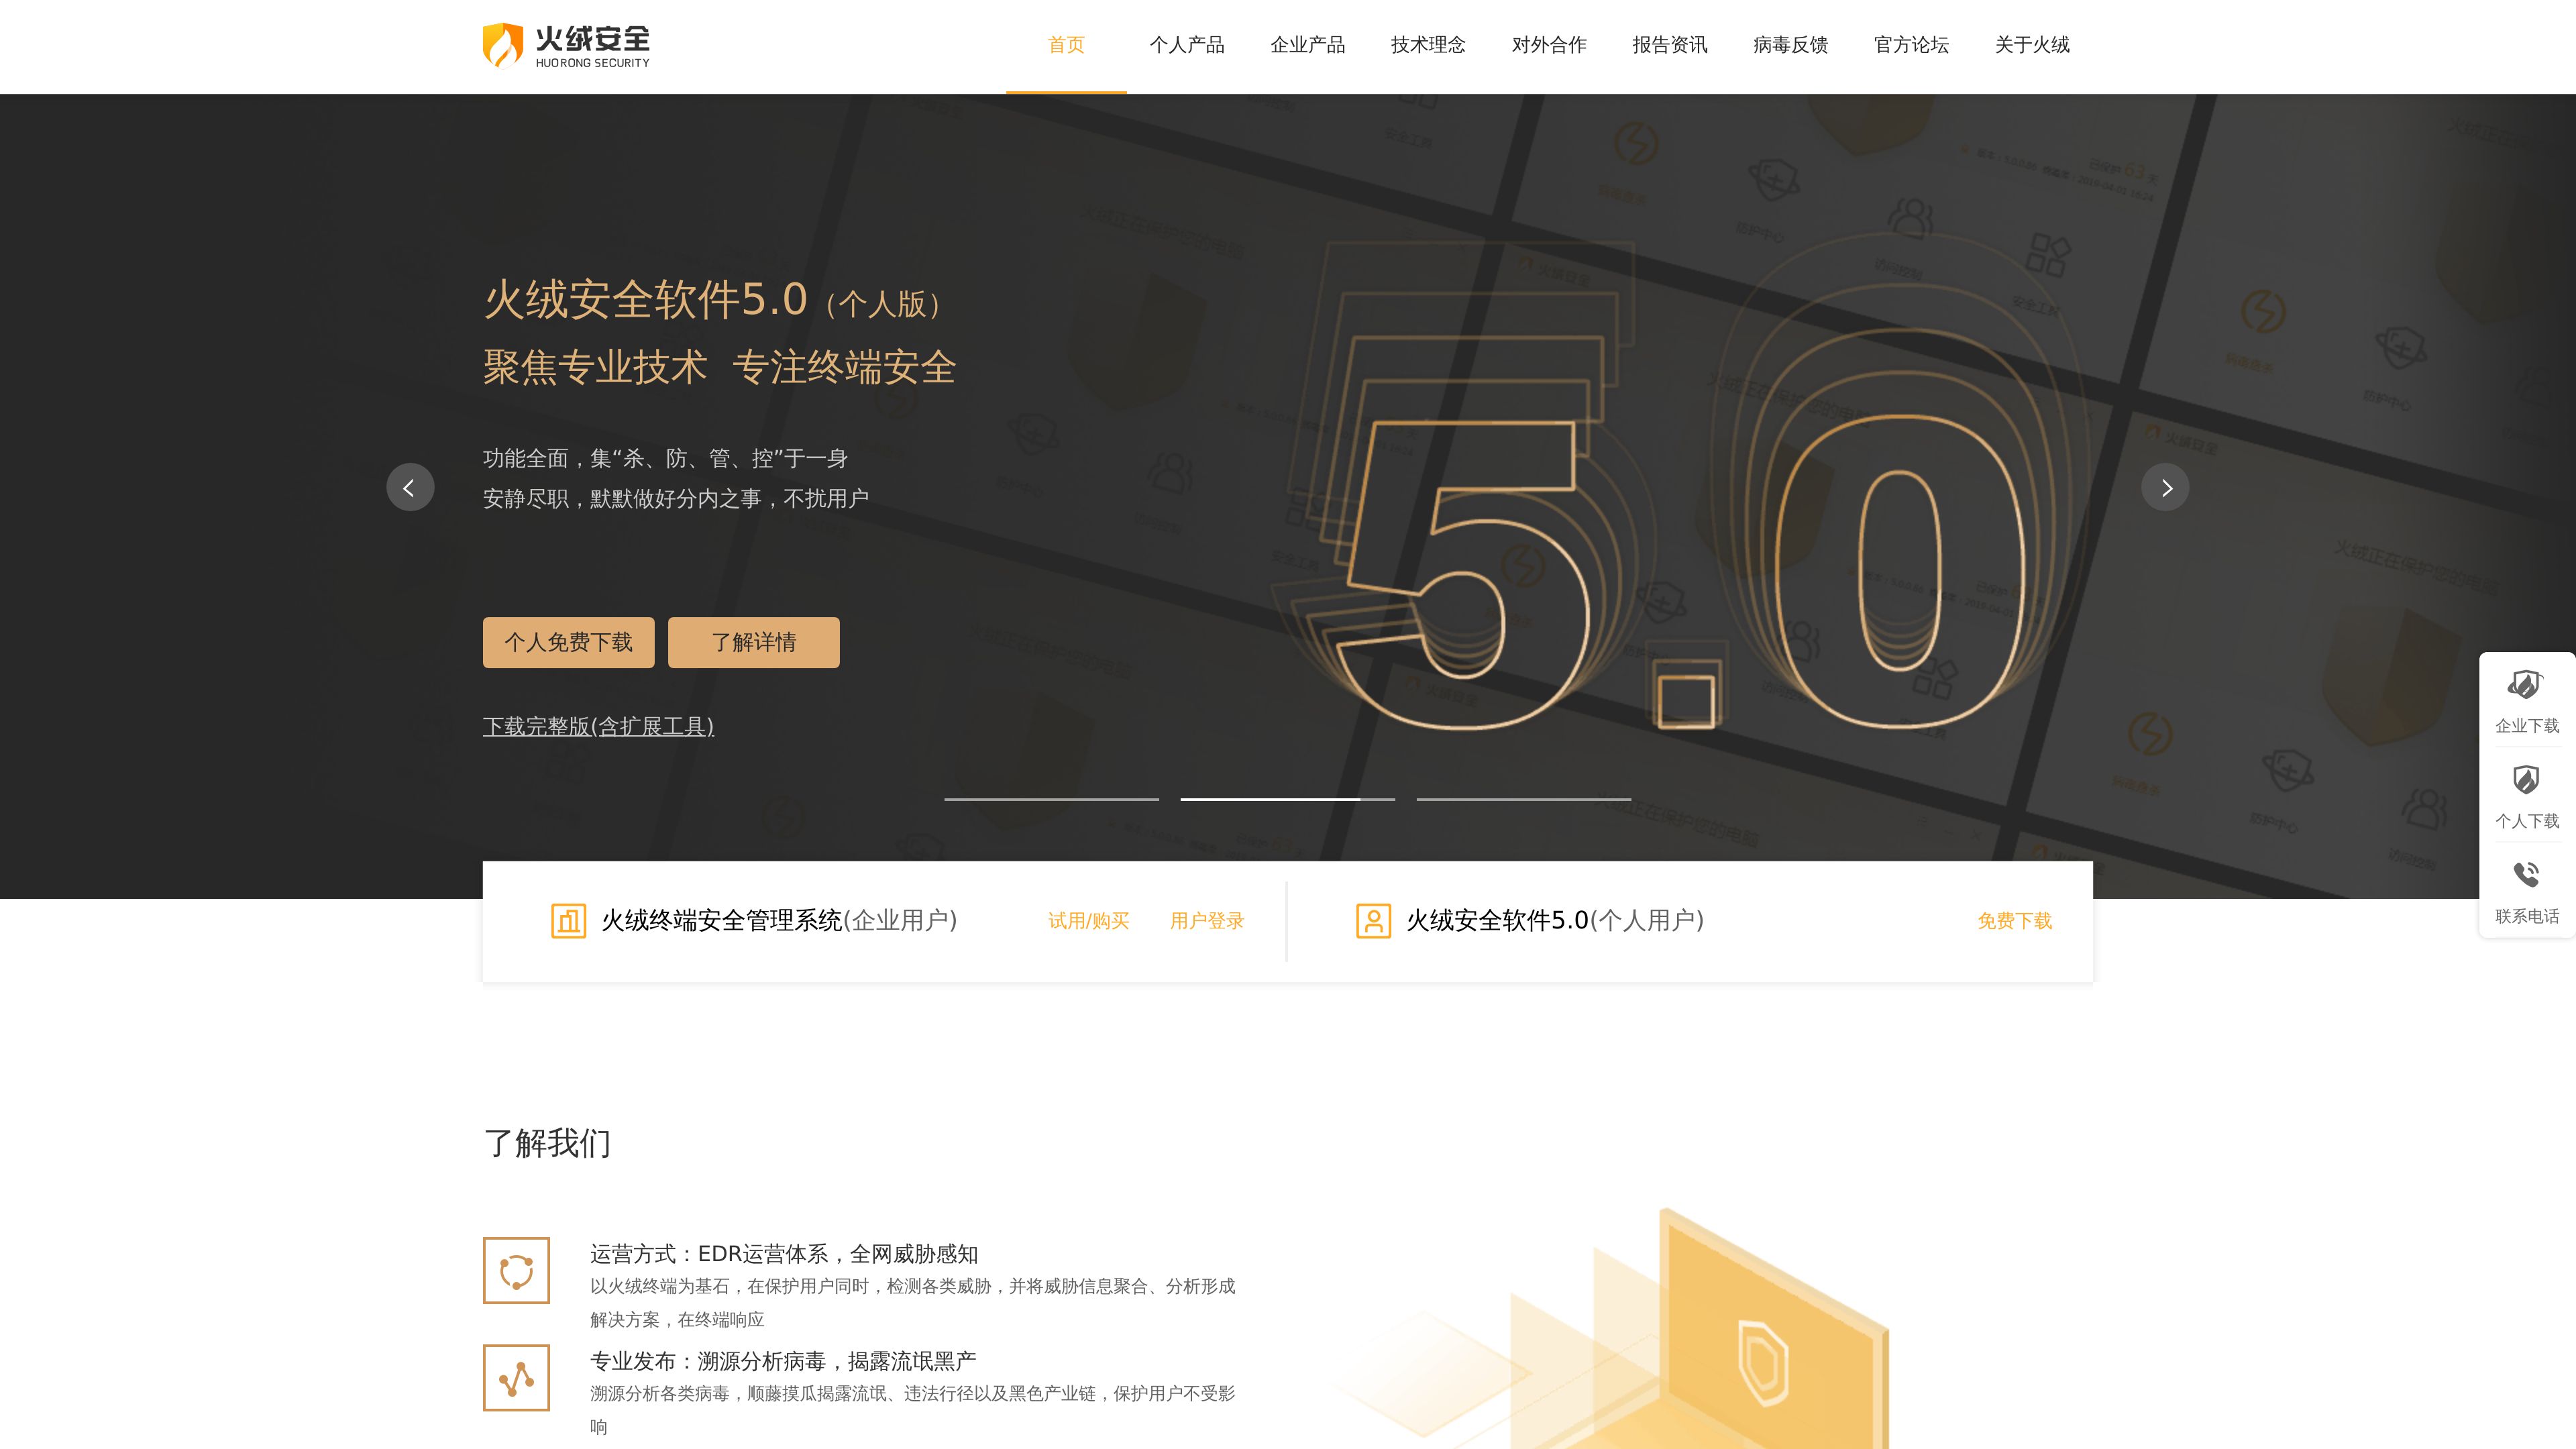 火绒安全
HUORONG SECURITY
首页
个人产品
企业产品
技术理念
对外合作
报告资讯
病毒反馈
官方论坛
关于火绒
火绒安全软件5.0（个人版）
聚焦专业技术 专注终端安全
功能全面，集“杀、防、管、控”于一身
安静尽职，默默做好分内之事，不扰用户
个人免费下载
了解详情
下载完整版(含扩展工具)
5.0
企业下载
个人下载
联系电话
火绒终端安全管理系统(企业用户)
试用/购买
用户登录
火绒安全软件5.0(个人用户)
免费下载
了解我们
运营方式：EDR运营体系，全网威胁感知
以火绒终端为基石，在保护用户同时，检测各类威胁，并将威胁信息聚合、分析形成
解决方案，在终端响应
专业发布：溯源分析病毒，揭露流氓黑产
溯源分析各类病毒，顺藤摸瓜揭露流氓、违法行径以及黑色产业链，保护用户不受影
响